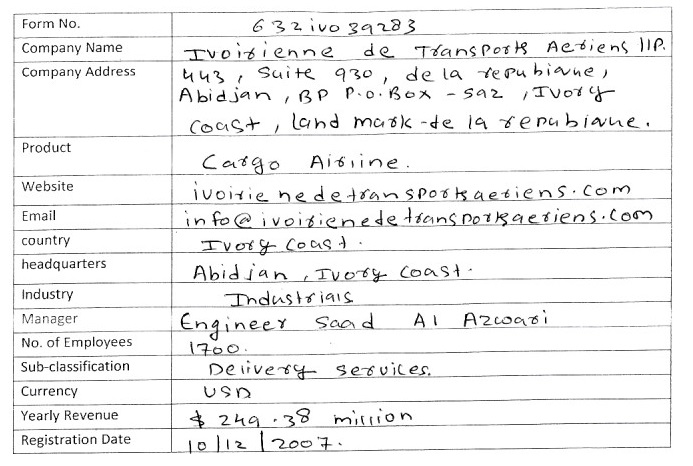 Form No. 632ivo39283
Company Name Ivoirienne de Transports Aeriens llP.
Company Address 443, Suite 930, de la republique,
Abidjan, BP P.O.Box - 592, Ivory
coast, land mark-de la republique.
Product Cargo Airline.
Website ivoirienedetransportsaeriens.com
Email info@ivoirienedetransportsaeriens.com
country Ivory coast.
headquarters Abidjan, Ivory coast.
Industry Industrials
Manager Engineer Saad Al Azwari
No. of Employees 1700.
Sub-classification Delivery services.
Currency USD
Yearly Revenue $ 249.38 million
Registration Date 10/12/2007.